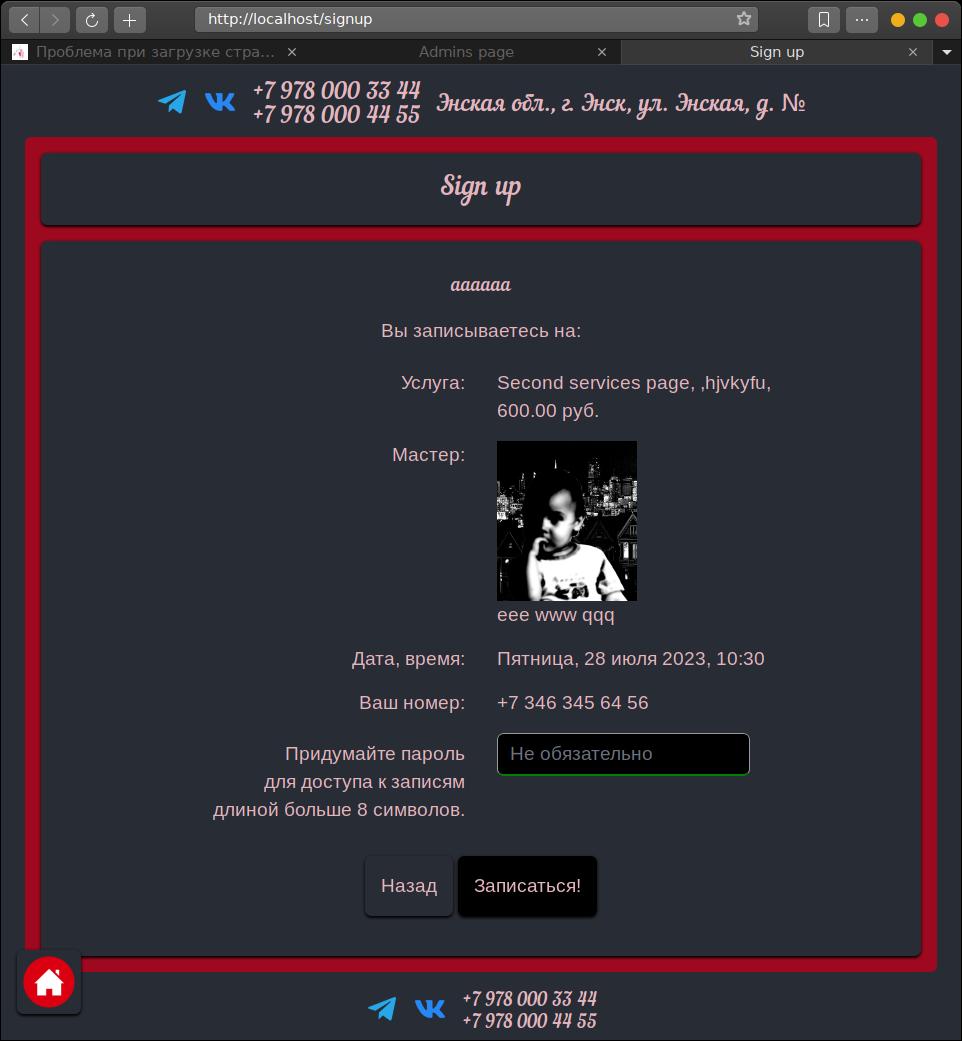 http://localhost/signup
Проблема при загрузке стра...
Admins page
Sign up
+7 978 000 33 44
+7 978 000 44 55
Энская обл., г. Энск, ул. Энская, д. №
Sign up
аааааа
Вы записываетесь на:
Услуга: Second services page, ,hjvkyfu,
600.00 руб.
Мастер:
eee www qqq
Дата, время: Пятница, 28 июля 2023, 10:30
Ваш номер: +7 346 345 64 56
Придумайте пароль Не обязательно
для доступа к записям
длиной больше 8 символов.
Назад Записаться!
+7 978 000 33 44
+7 978 000 44 55